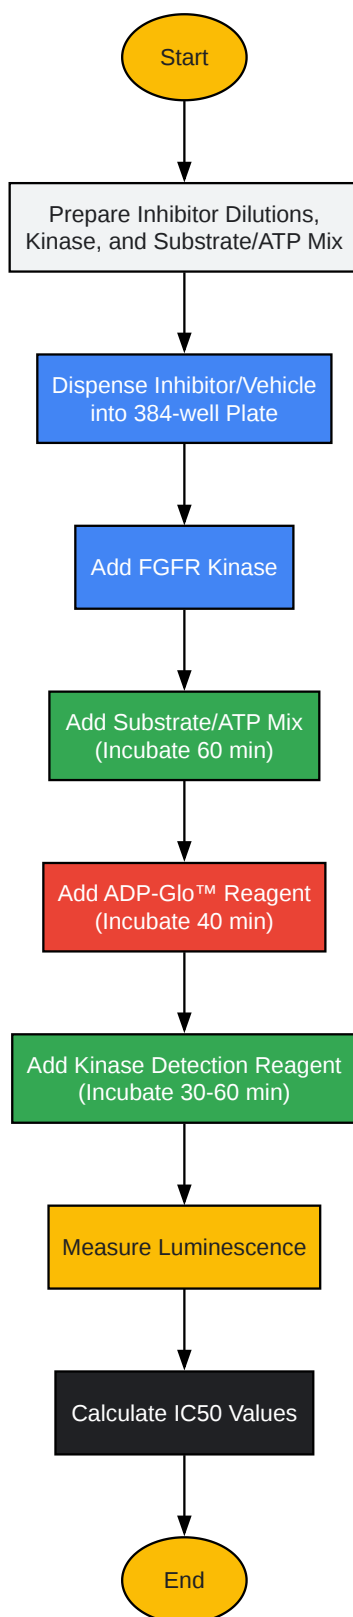 Start
Prepare Inhibitor Dilutions,
Kinase, and Substrate/ATP Mix
Dispense Inhibitor/Vehicle
into 384-well Plate
Add FGFR Kinase
Add Substrate/ATP Mix
(Incubate 60 min)
Add ADP-Glo™ Reagent
(Incubate 40 min)
Add Kinase Detection Reagent
(Incubate 30-60 min)
Measure Luminescence
Calculate IC50 Values
End